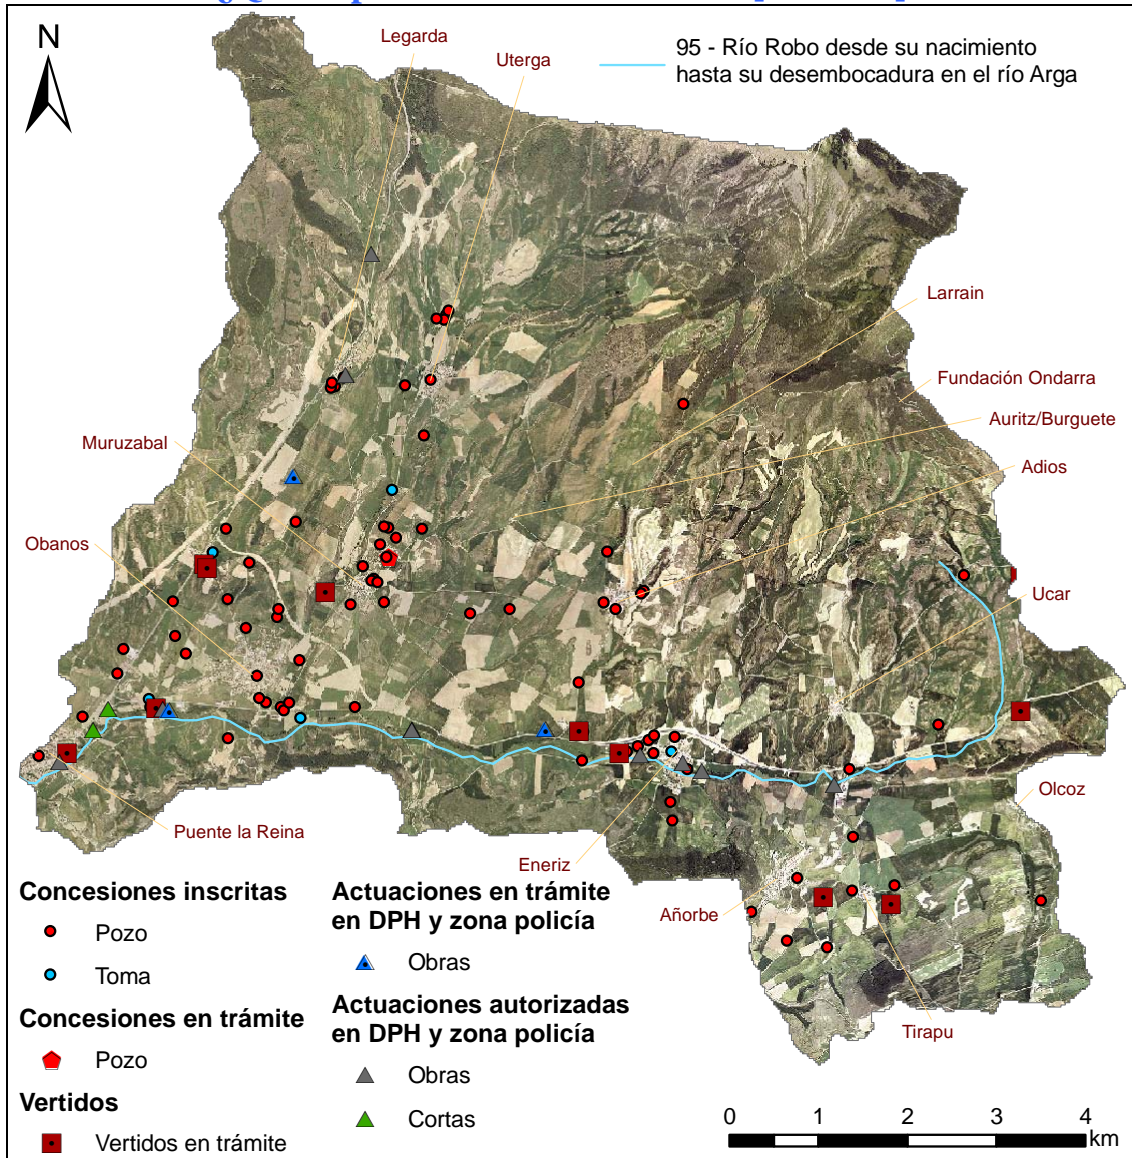 N
95 - Río Robo desde su nacimiento
hasta su desembocadura en el río Arga
Legarda
Uterga
Larrain
Fundación Ondarra
Auritz/Burguete
Muruzabal
Adios
Obanos
Ucar
Olcoz
Puente la Reina
Eneriz
Añorbe
Tirapu
Concesiones inscritas
Pozo
Toma
Concesiones en trámite
Pozo
Vertidos
Vertidos en trámite
Actuaciones en trámite
en DPH y zona policía
Obras
Actuaciones autorizadas
en DPH y zona policía
Obras
Cortas
0 1 2 3 4
km